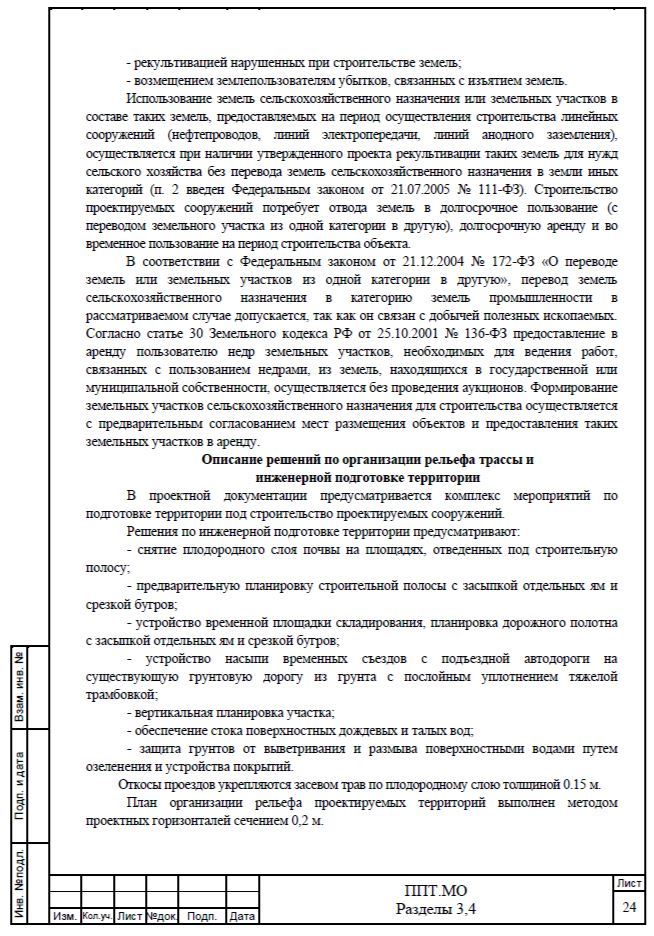 - рекультивацией нарушенных при строительстве земель;
- возмещением землепользователям убытков, связанных с изъятием земель.
Использование земель сельскохозяйственного назначения или земельных участков в
составе таких земель, предоставляемых на период осуществления строительства линейных
сооружений (нефтепроводов, линий электропередачи, линий анодного заземления),
осуществляется при наличии утвержденного проекта рекультивации таких земель для нужд
сельского хозяйства без перевода земель сельскохозяйственного назначения в земли иных
категорий (п. 2 введен Федеральным законом от 21.07.2005 № 111-ФЗ). Строительство
проектируемых сооружений потребует отвода земель в долгосрочное пользование (с
переводом земельного участка из одной категории в другую), долгосрочную аренду и во
временное пользование на период строительства объекта.
В соответствии с Федеральным законом от 21.12.2004 № 172-ФЗ «О переводе
земель или земельных участков из одной категории в другую», перевод земель
сельскохозяйственного назначения в категорию земель промышленности в
рассматриваемом случае допускается, так как он связан с добычей полезных ископаемых.
Согласно статье 30 Земельного кодекса РФ от 25.10.2001 № 136-ФЗ предоставление в
аренду пользователю недр земельных участков, необходимых для ведения работ,
связанных с пользованием недрами, из земель, находящихся в государственной или
муниципальной собственности, осуществляется без проведения аукционов. Формирование
земельных участков сельскохозяйственного назначения для строительства осуществляется
с предварительным согласованием мест размещения объектов и предоставления таких
земельных участков в аренду.
Описание решений по организации рельефа трассы и
инженерной подготовке территории
В проектной документации предусматривается комплекс мероприятий по
подготовке территории под строительство проектируемых сооружений.
Решения по инженерной подготовке территории предусматривают:
- снятие плодородного слоя почвы на площадях, отведенных под строительную
полосу;
- предварительную планировку строительной полосы с засыпкой отдельных ям и
срезкой бугров;
- устройство временной площадки складирования, планировка дорожного полотна
с засыпкой отдельных ям и срезкой бугров;
- устройство насыпи временных съездов с подъездной автодороги на
существующую грунтовую дорогу из грунта с послойным уплотнением тяжелой
трамбовкой;
- вертикальная планировка участка;
- обеспечение стока поверхностных дождевых и талых вод;
- защита грунтов от выветривания и размыва поверхностными водами путем
озеленения и устройства покрытий.
Откосы проездов укрепляются засевом трав по плодородному слою толщиной 0.15 м.
План организации рельефа проектируемых территорий выполнен методом
проектных горизонталей сечением 0,2 м.
Взам. инв. №
Подп. и дата
Инв. №подл.
Изм. Кол.уч. Лист №док. Подп. Дата
ППТ.МО
Разделы 3,4
Лист
24